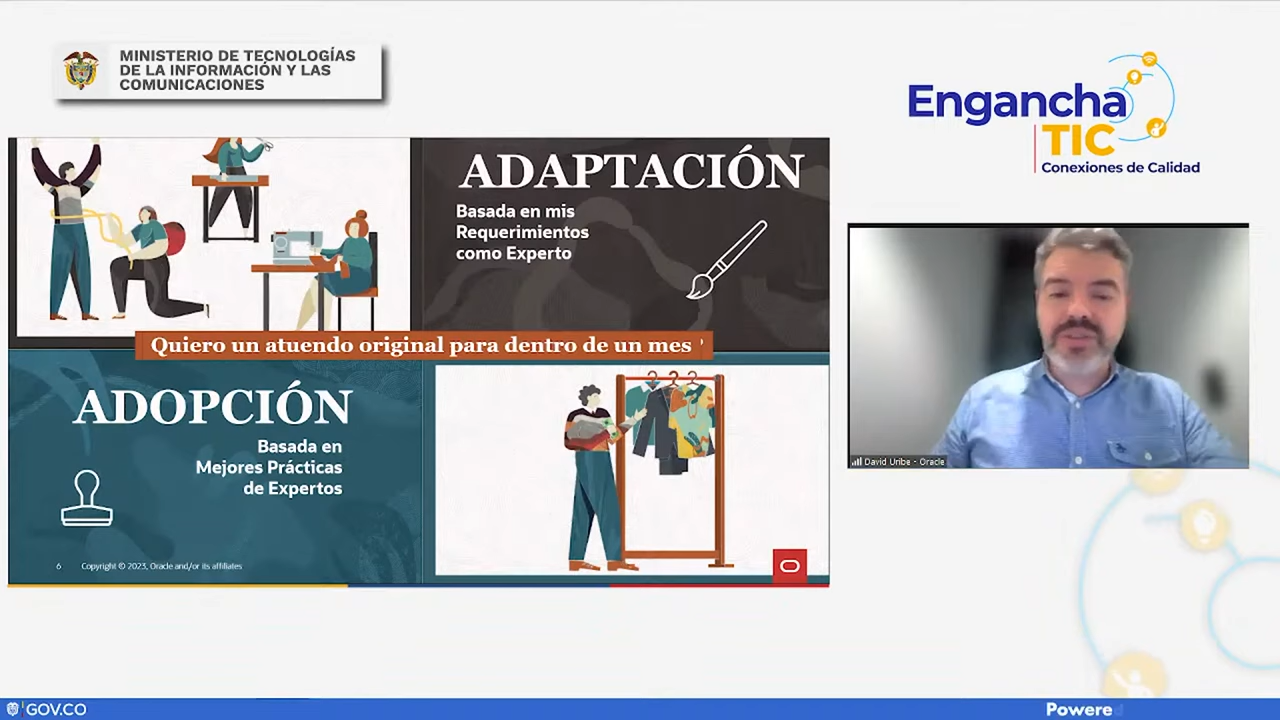 MINISTERIO DE TECNOLOGÍAS
DE LA INFORMACIÓN Y LAS
COMUNICACIONES
Engancha
TIC
Conexiones de Calidad
ADAPTACIÓN
Basada en mis
Requerimientos
como Experto
Quiero un atuendo original para dentro de un mes
ADOPCIÓN
Basada en
Mejores Prácticas
de Expertos
6 Copyright © 2023, Oracle and/or its affiliates
David Uribe - Oracle
GOV.CO
Powere